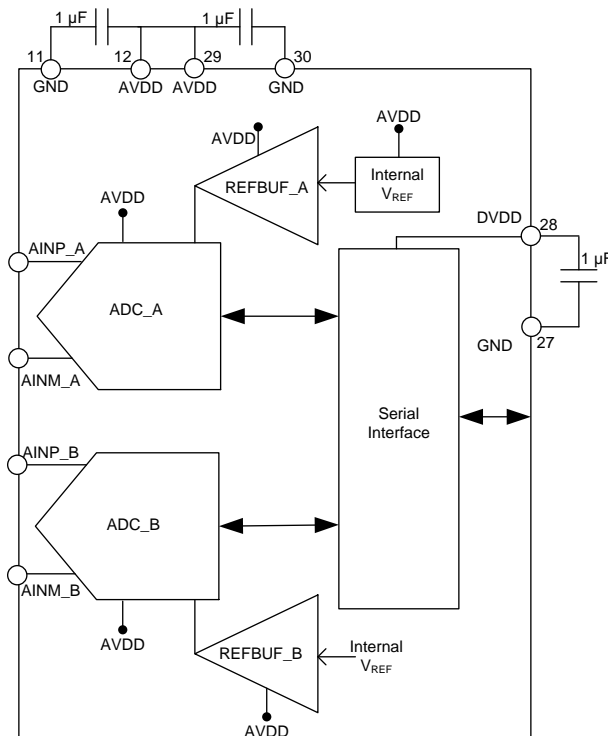 1 µF
1 µF
11
12
29
30
GND
AVDD
AVDD
GND
AVDD
AVDD
REFBUF_A
Internal
VREF
AVDD
DVDD
28
AINP_A
1 µF
ADC_A
GND
27
AINM_A
Serial
Interface
AINP_B
ADC_B
AINM_B
AVDD
REFBUF_B
Internal
VREF
AVDD